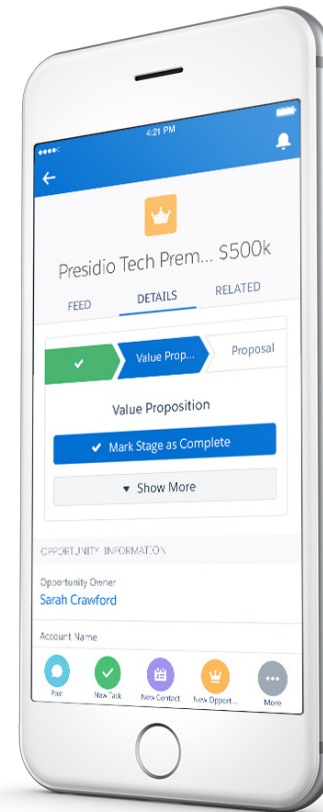 4:21 PM
Presidio Tech Prem... $500k
FEED DETAILS RELATED
Value Prop... Proposal
Value Proposition
Mark Stage as Complete
Show More
OPPORTUNITY INFORMATION
Opportunity Owner
Sarah Crawford
Account Name
Post New Task New Contact New Opport... More